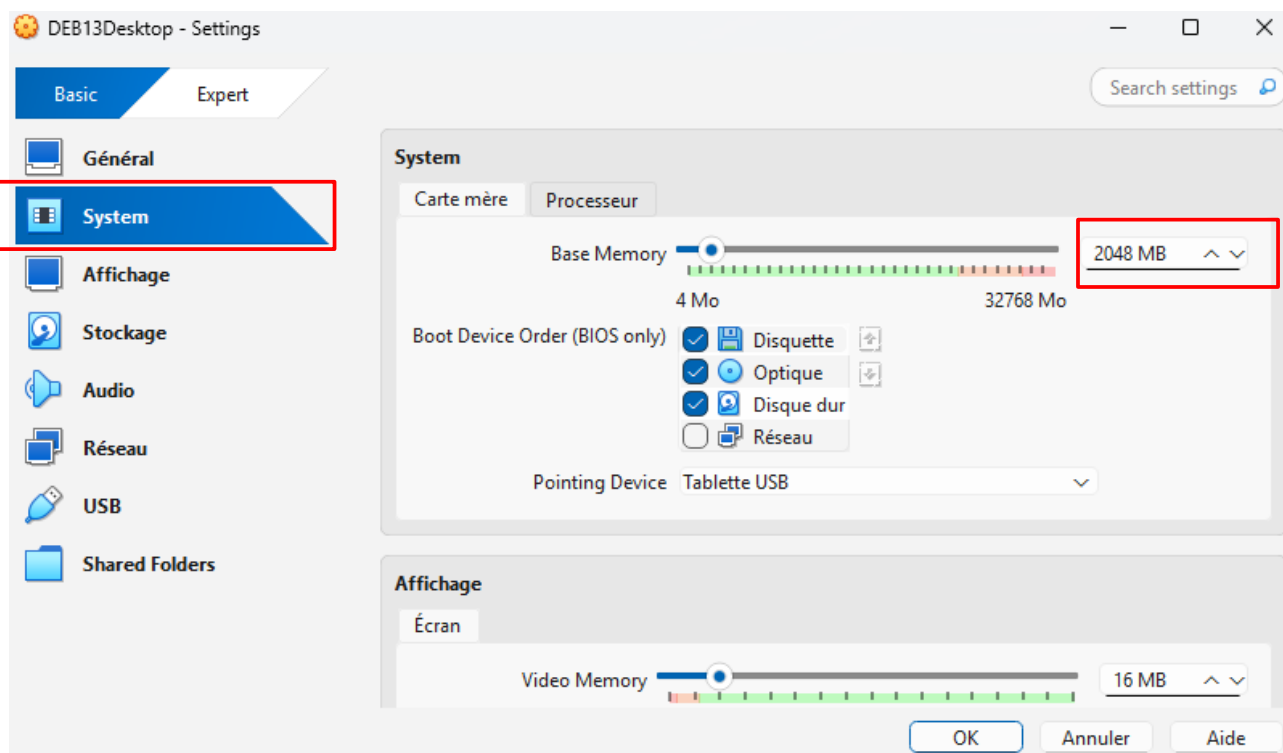 DEB13Desktop - Settings
Basic Expert Search settings
Général
System
Affichage
Stockage
Audio
Réseau
USB
Shared Folders
System
Carte mère Processeur
Base Memory 2048 MB
4 Mo 32768 Mo
Boot Device Order (BIOS only) Disquette
Optique
Disque dur
Réseau
Pointing Device Tablette USB
Affichage
Écran
Video Memory 16 MB
OK Annuler Aide